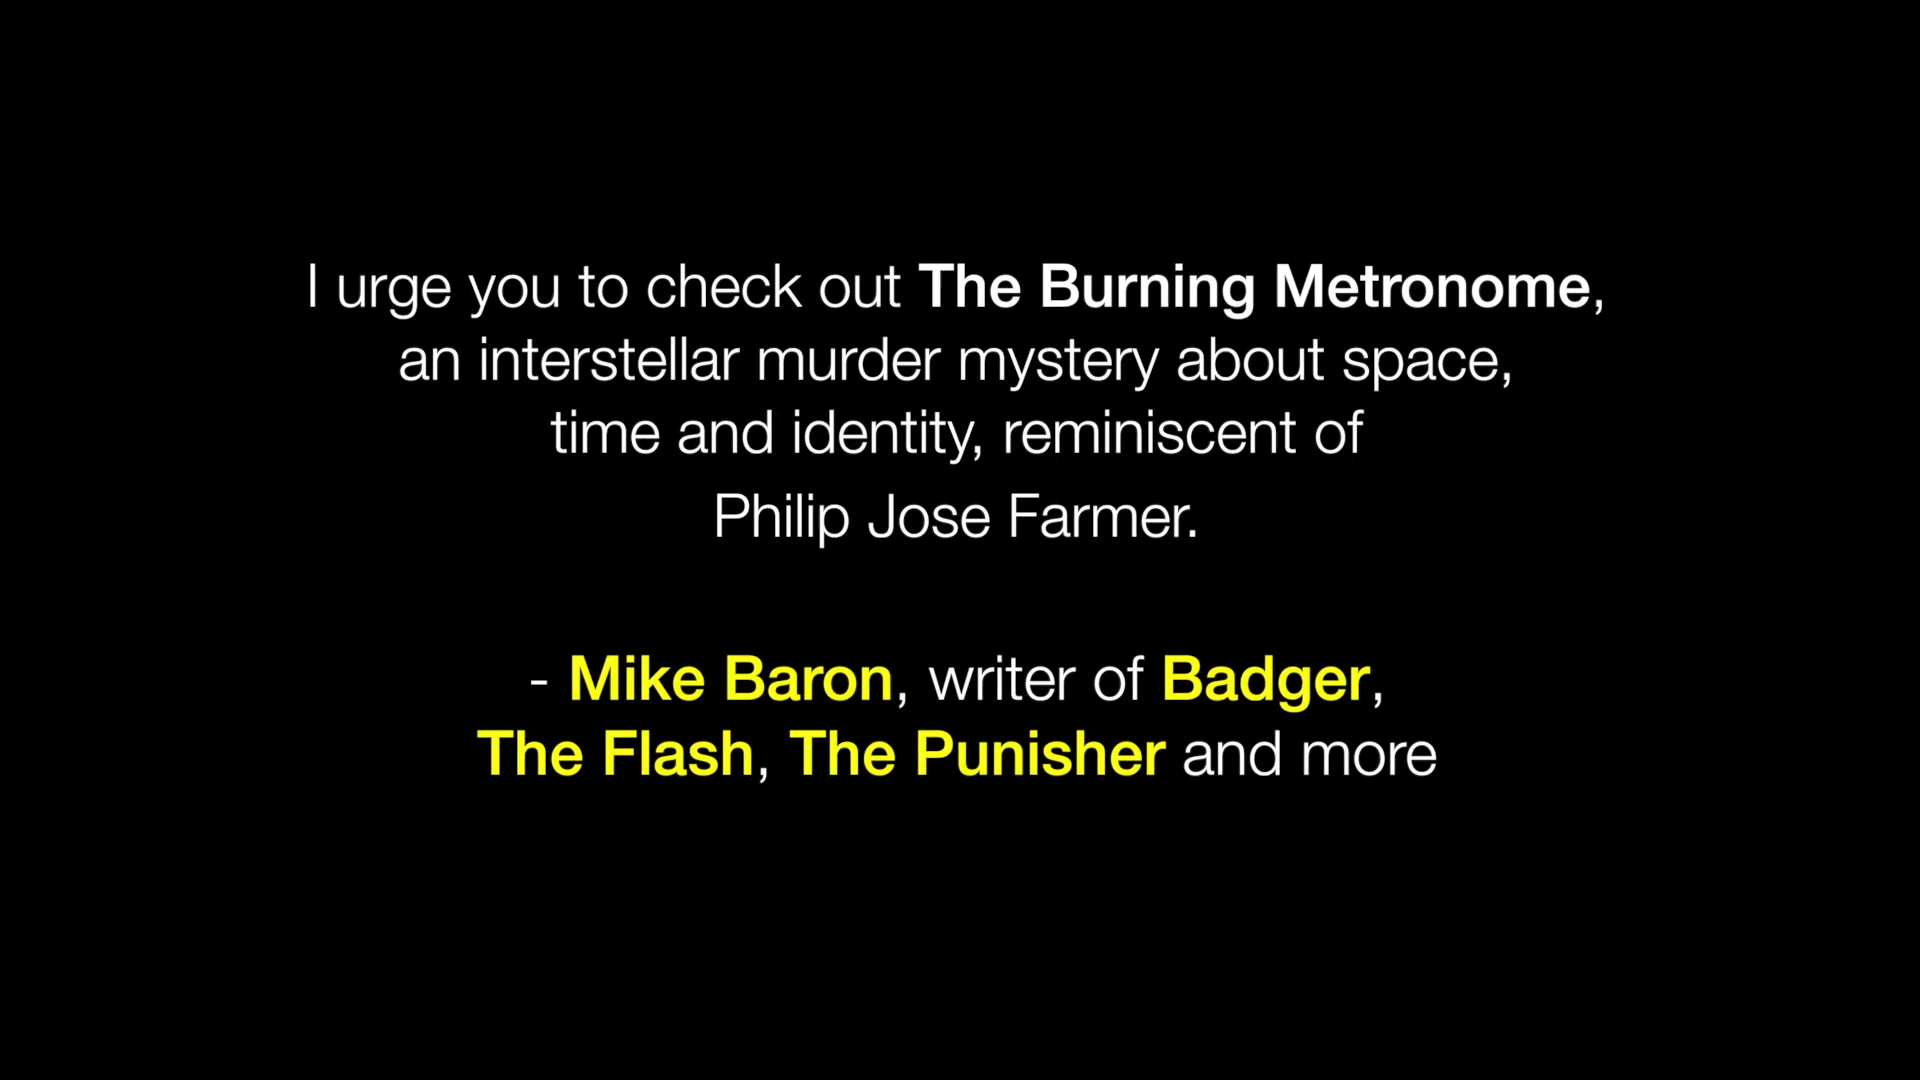 I urge you to check out The Burning Metronome,
an interstellar murder mystery about space,
time and identity, reminiscent of
Philip Jose Farmer.
- Mike Baron, writer of Badger,
The Flash, The Punisher and more